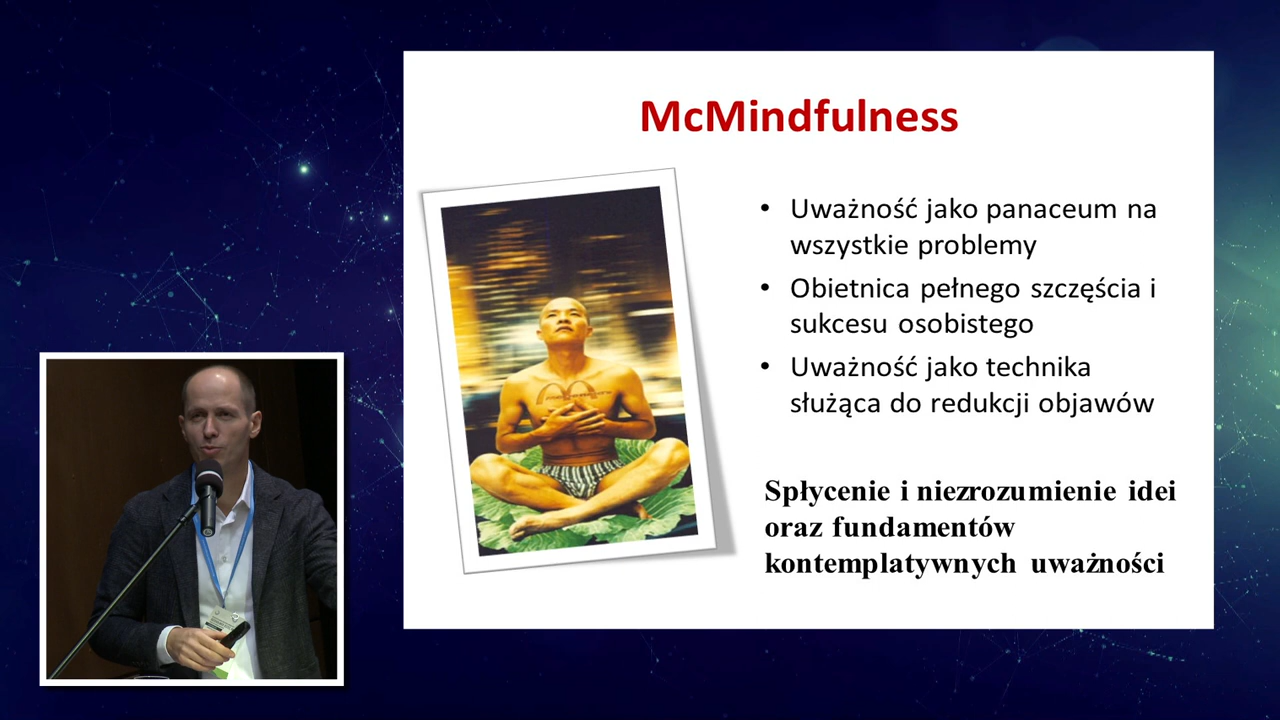 McMindfulness
• Uważność jako panaceum na
wszystkie problemy
• Obietnica pełnego szczęścia i
sukcesu osobistego
• Uważność jako technika
służąca do redukcji objawów
Spłycenie i niezrozumienie idei
oraz fundamentów
kontemplatywnych uważności